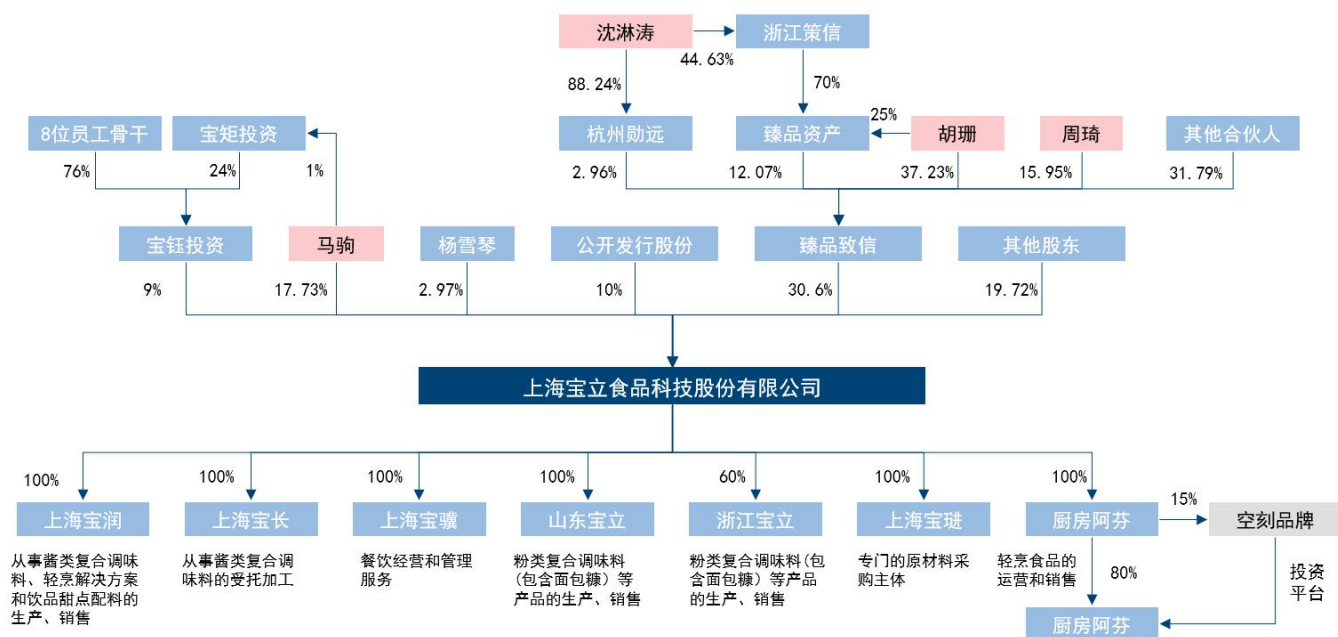 沈淋涛
浙江策信
44.63%
88.24%
70%
8位员工骨干
宝矩投资
杭州勋远
臻品资产
25%
胡珊
周琦
其他合伙人
76%
24%
1%
2.96%
12.07%
37.23%
15.95%
31.79%
宝钰投资
马驹
杨雪琴
公开发行股份
臻品致信
其他股东
9%
17.73%
2.97%
10%
30.6%
19.72%
上海宝立食品科技股份有限公司
100%
100%
100%
100%
60%
100%
100%
15%
上海宝润
上海宝长
上海宝骥
山东宝立
浙江宝立
上海宝琎
厨房阿芬
空刻品牌
从事酱类复合调味
料、轻烹解决方案
和饮品甜点配料的
生产、销售
从事酱类复合调
味料的受托加工
餐饮经营和管理
服务
粉类复合调味料
(包含面包糠）等
产品的生产、销售
粉类复合调味料(包
含面包糠）等产品
的生产、销售
专门的原材料采
购主体
轻烹食品的
运营和销售
80%
投资
平台
厨房阿芬